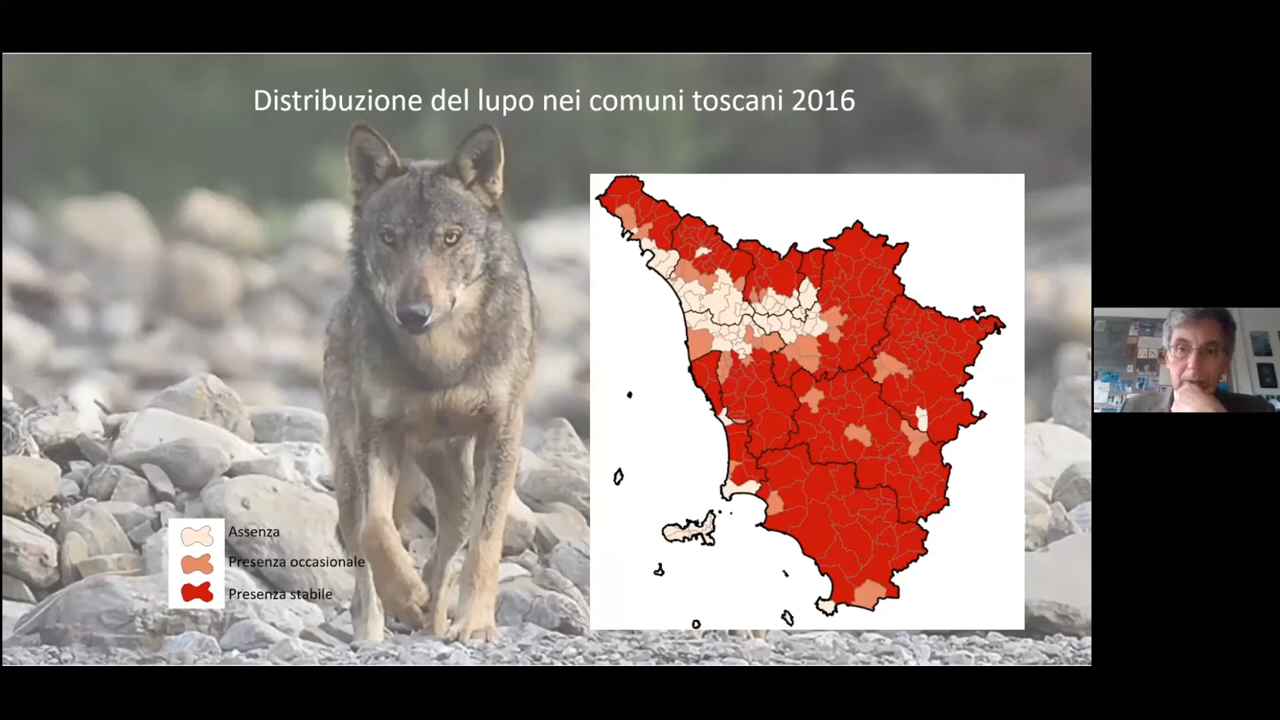 Distribuzione del lupo nei comuni toscani 2016
Assenza
Presenza occasionale
Presenza stabile